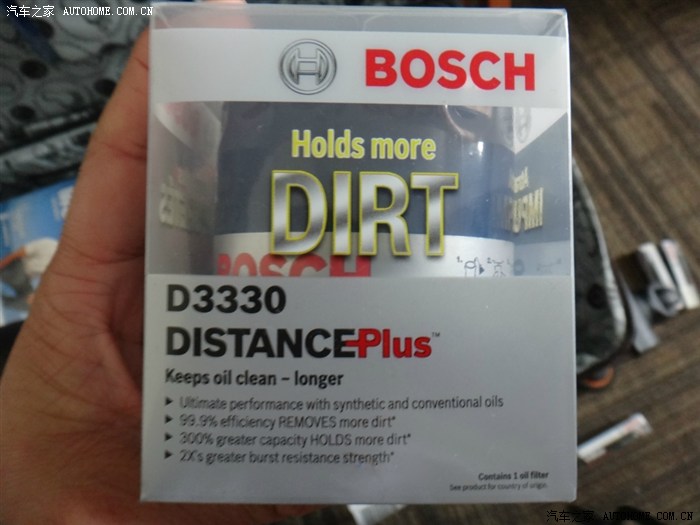 汽车之家 AUTOHOME.COM.CN
BOSCH
Holds more
DIRT
BOSCH
D3330
DISTANCEPlus™
Keeps oil clean – longer
▶ Ultimate performance with synthetic and conventional oils
▶ 99.9% efficiency REMOVES more dirt*
▶ 300% greater capacity HOLDS more dirt*
▶ 2X's greater burst resistance strength*
Contains 1 oil filter
See product for country of origin.
汽车之家 AUTOHOME.COM.CN